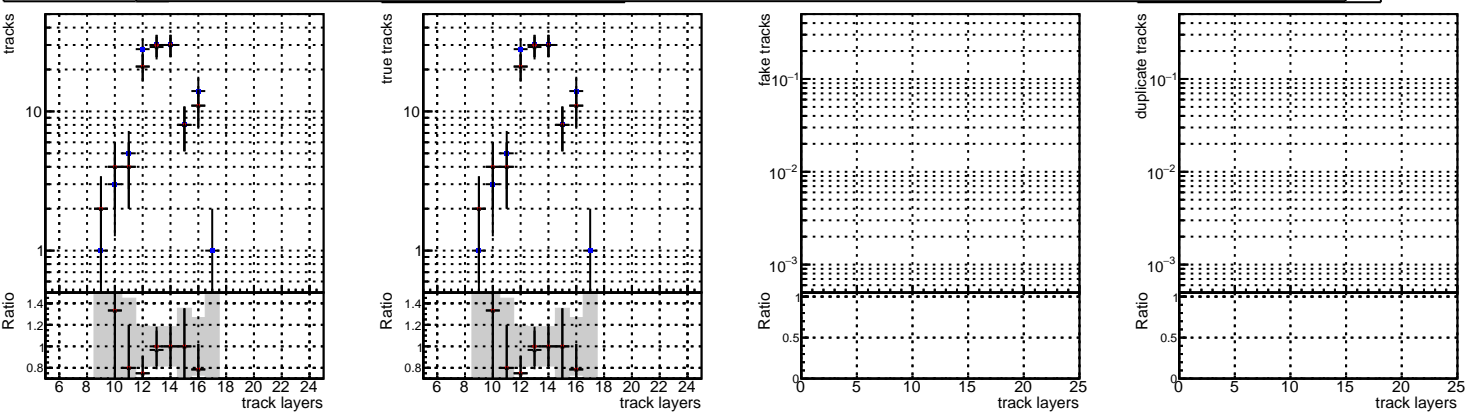 tracks
10
1
Ratio
1.4
1.2
1
0.8
6 8 10 12 14 16 18 20 22 24
track layers
true tracks
10
1
Ratio
1.4
1.2
1
0.8
6 8 10 12 14 16 18 20 22 24
track layers
fake tracks
10⁻¹
10⁻²
10⁻³
Ratio
1
0.5
0
0 5 10 15 20 25
track layers
duplicate tracks
10⁻¹
10⁻²
10⁻³
Ratio
1
0.5
0
0 5 10 15 20 25
track layers